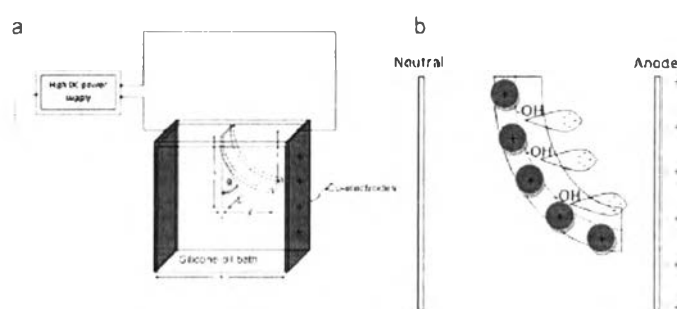 a
High DC power
supply
Cu-electrodes
Silicone oil bath
b
Neutral
Anode
-OH
-OH
OH